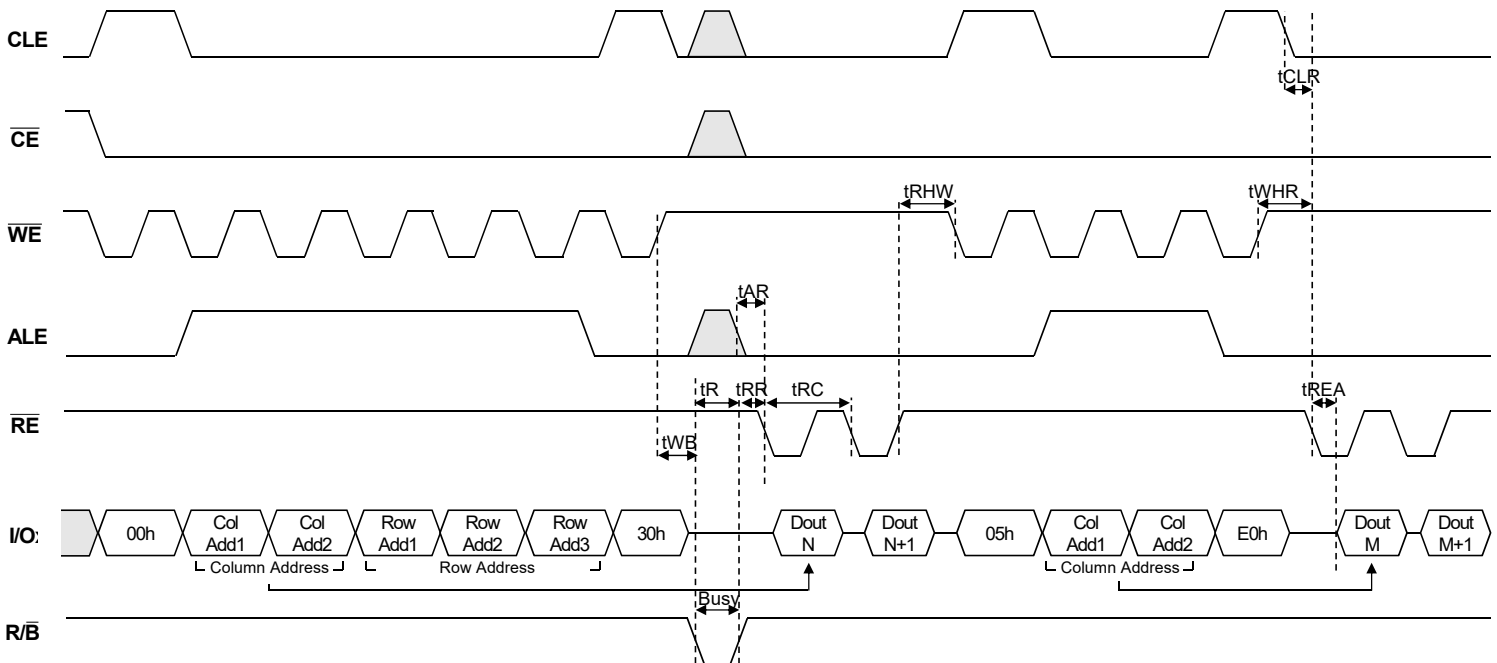 CLE
tCLR
CE
tRHW
tWHR
WE
tAR
ALE
tR
tRR
tRC
tREA
RE
tWB
I/Ox
00h
Col Add1
Col Add2
Row Add1
Row Add2
Row Add3
30h
Dout N
Dout N+1
05h
Col Add1
Col Add2
E0h
Dout M
Dout M+1
Column Address
Row Address
Column Address
Busy
R/B